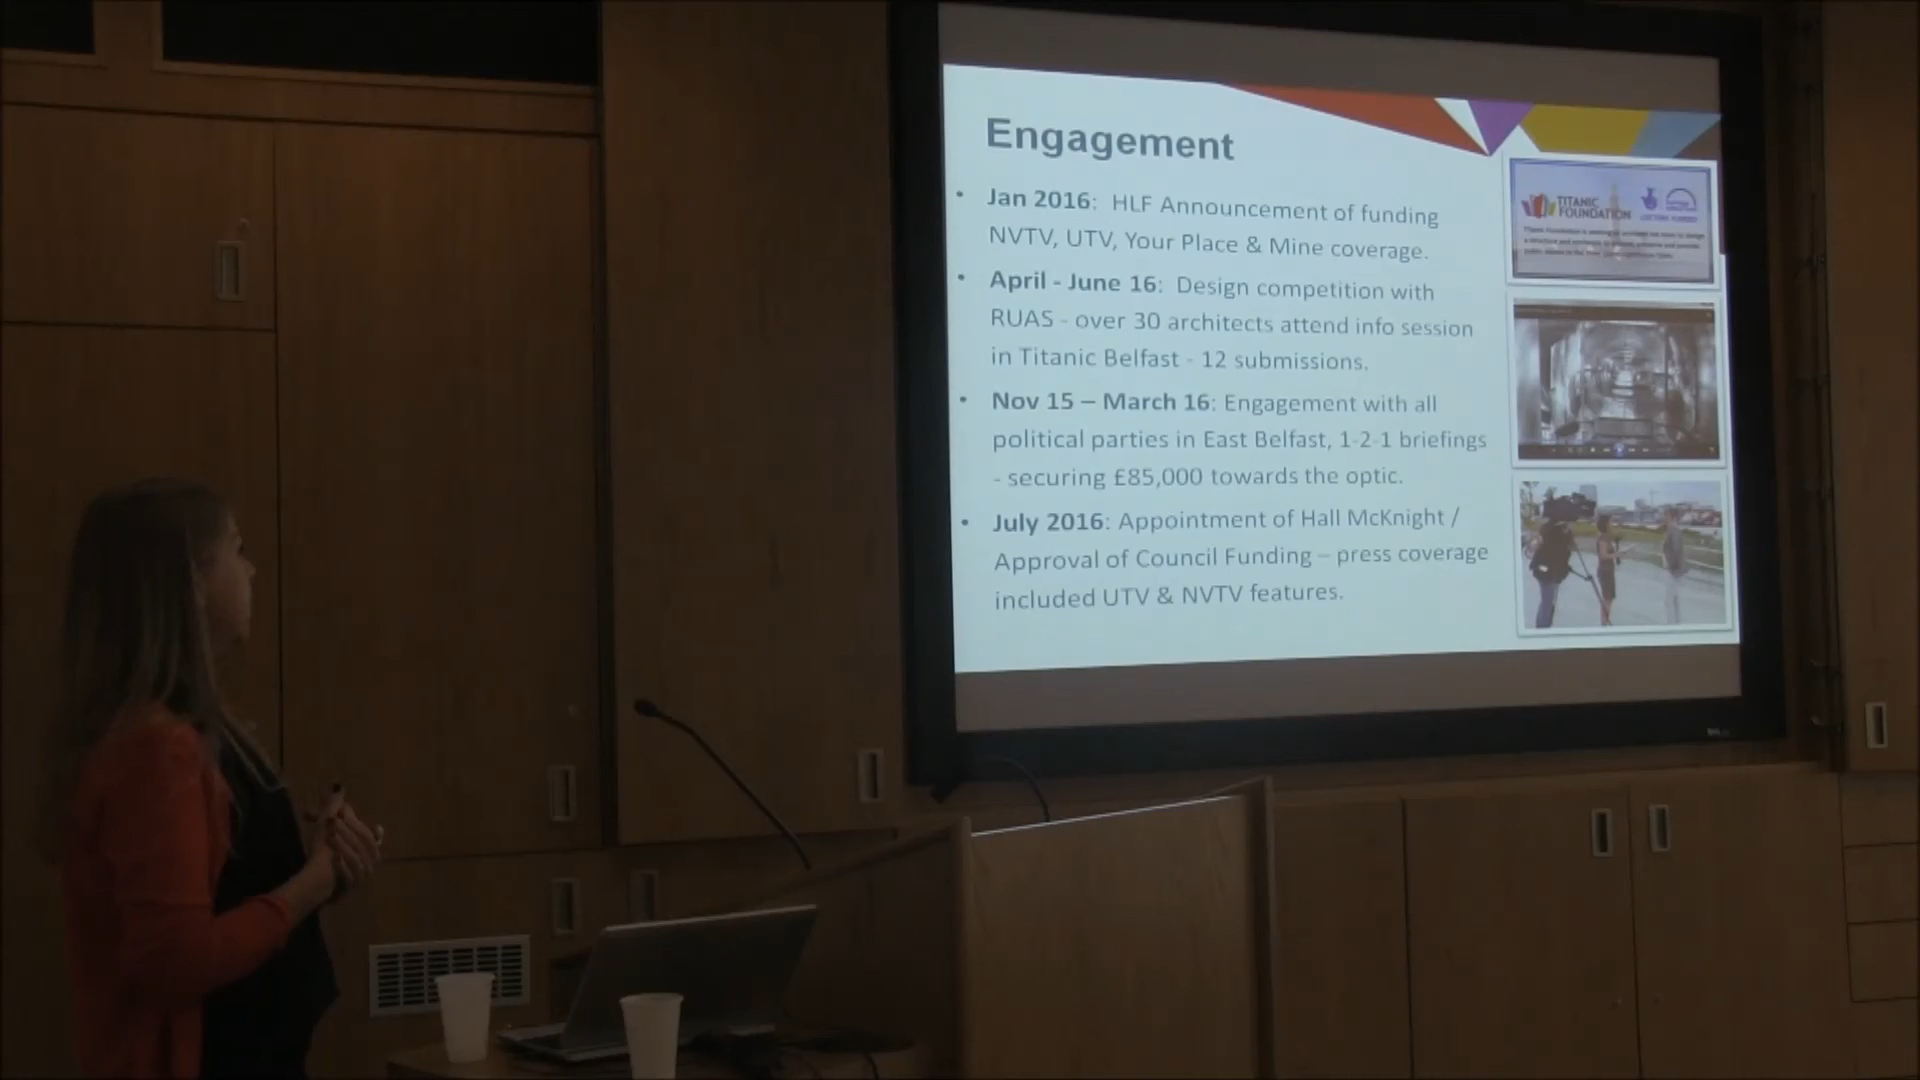 Engagement
• Jan 2016: HLF Announcement of funding
NVTV, UTV, Your Place & Mine coverage.
• April - June 16: Design competition with
RUAS - over 30 architects attend info session
in Titanic Belfast - 12 submissions.
• Nov 15 – March 16: Engagement with all
political parties in East Belfast, 1-2-1 briefings
- securing £85,000 towards the optic.
• July 2016: Appointment of Hall McKnight /
Approval of Council Funding – press coverage
included UTV & NVTV features.
TITANIC
FOUNDATION
LOTTERY FUNDED